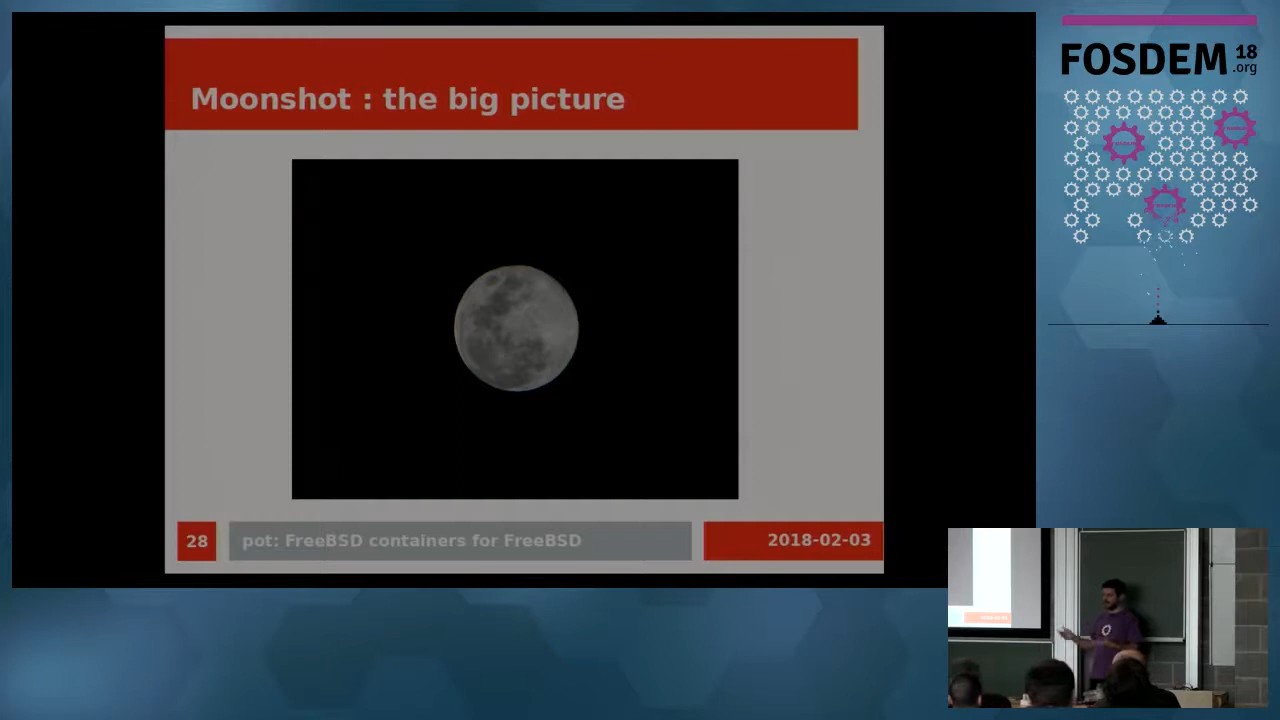 Moonshot : the big picture
28
pot: FreeBSD containers for FreeBSD
2018-02-03
FOSDEM 18
.org